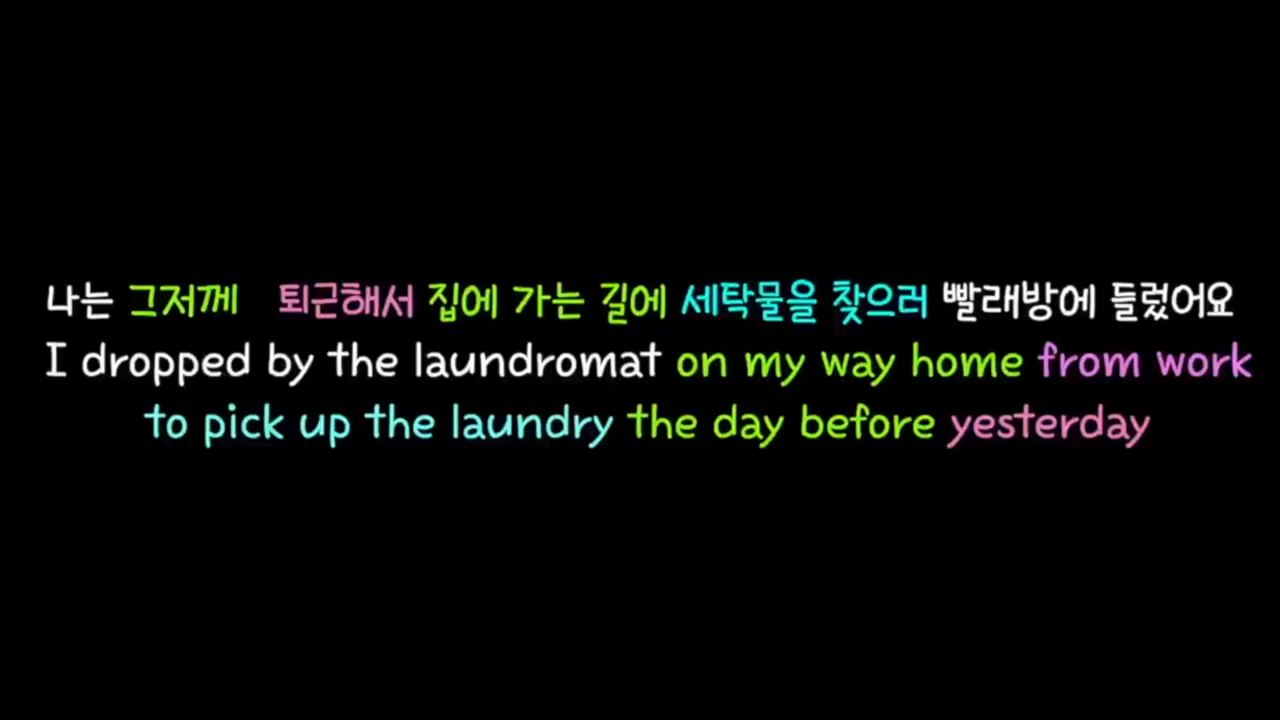 나는 그저께 퇴근해서 집에 가는 길에 세탁물을 찾으러 빨래방에 들렀어요
I dropped by the laundromat on my way home from work
to pick up the laundry the day before yesterday